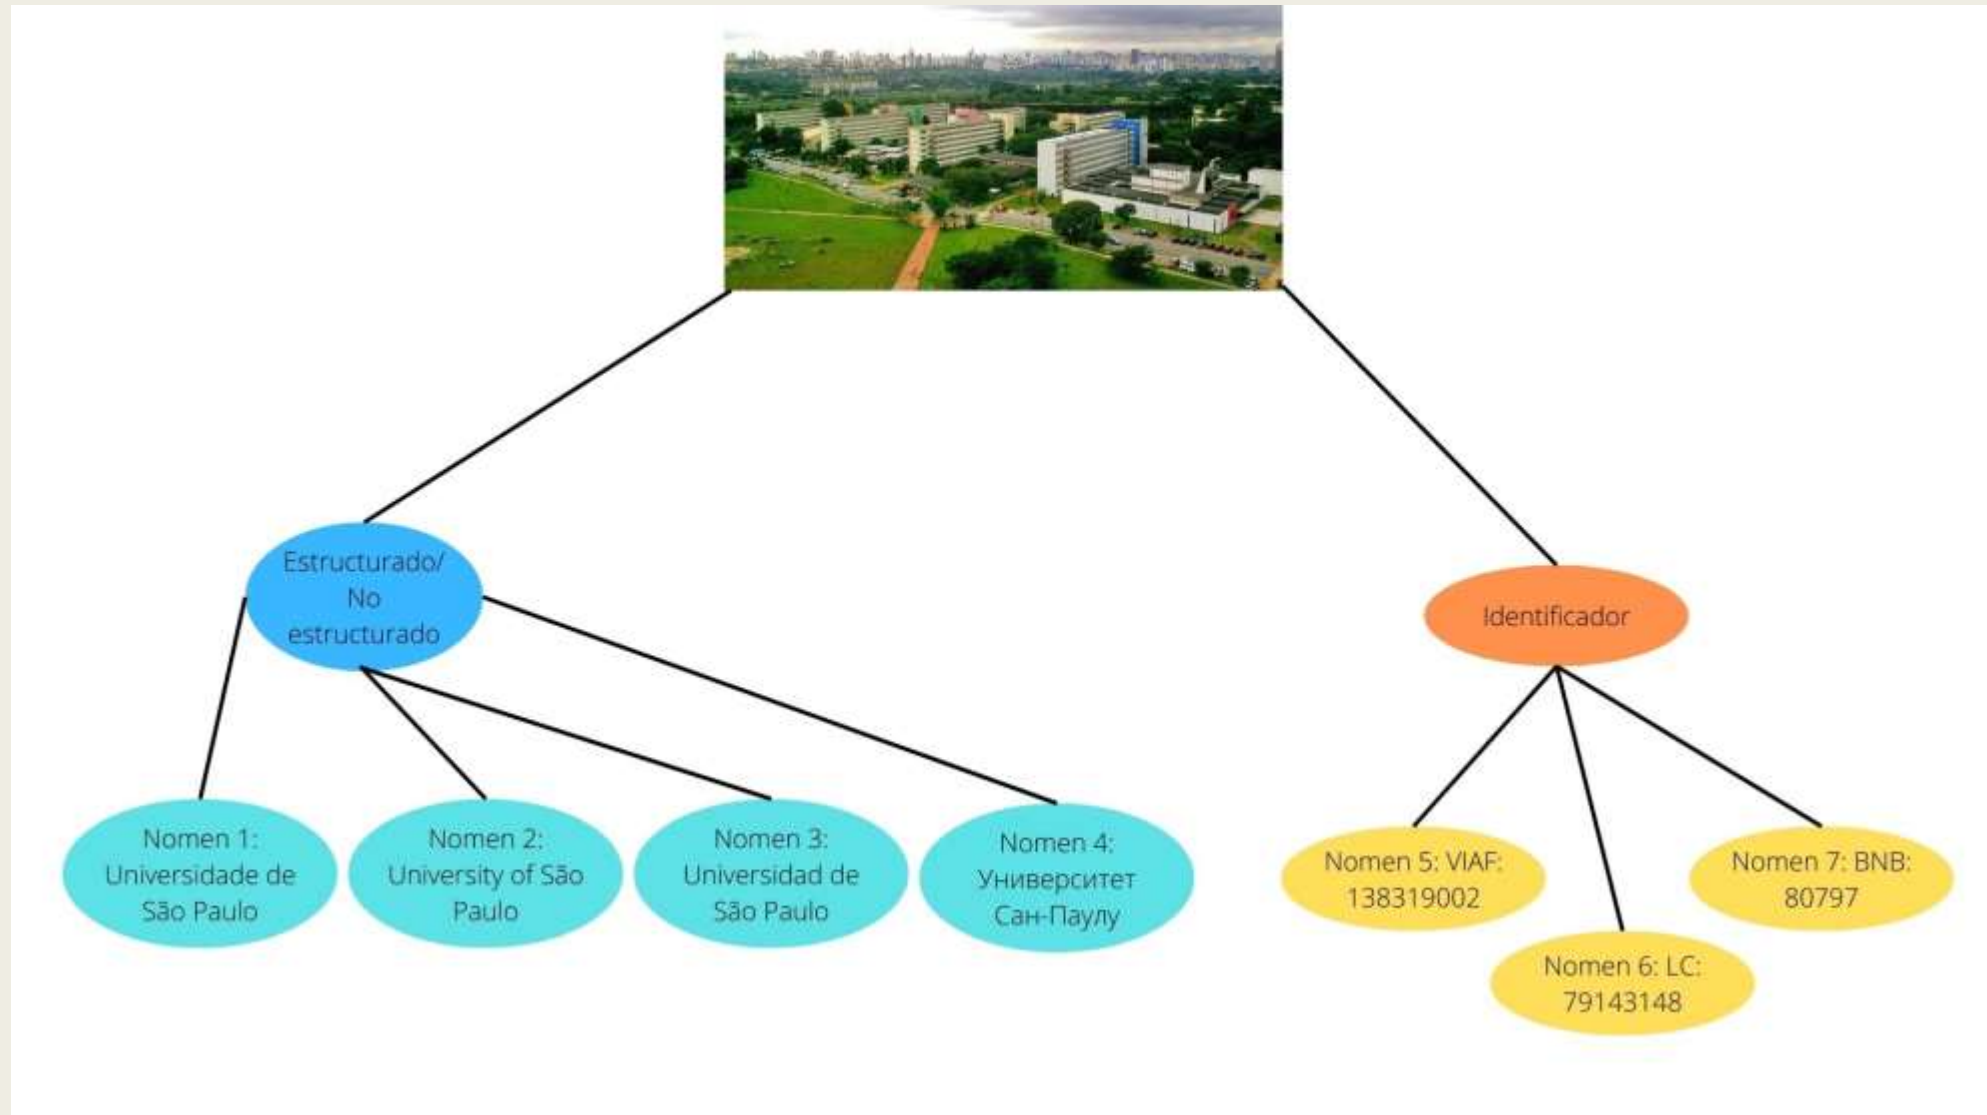 Estructurado/
No
estructurado
Identificador
Nomen 1:
Universidade de
São Paulo
Nomen 2:
University of São
Paulo
Nomen 3:
Universidad de
São Paulo
Nomen 4:
Университет
Сан-Паулу
Nomen 5: VIAF:
138319002
Nomen 6: LC:
79143148
Nomen 7: BNB:
80797